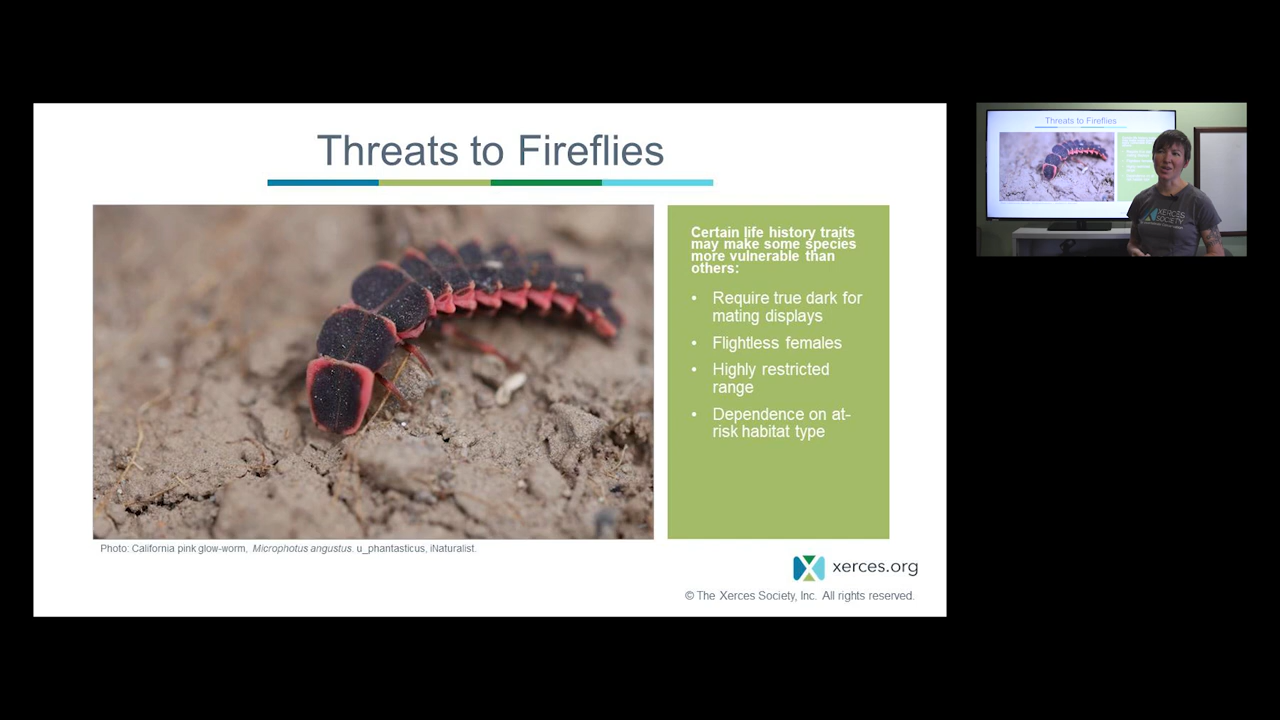 Threats to Fireflies
Certain life history traits
may make some species
more vulnerable than
others:
• Require true dark for
mating displays
• Flightless females
• Highly restricted
range
• Dependence on at-
risk habitat type
Photo: California pink glow-worm, Microphotus angustus. u_phantasticus, iNaturalist.
xerces.org
© The Xerces Society, Inc. All rights reserved.
Threats to Fireflies
XERCES
SOCIETY